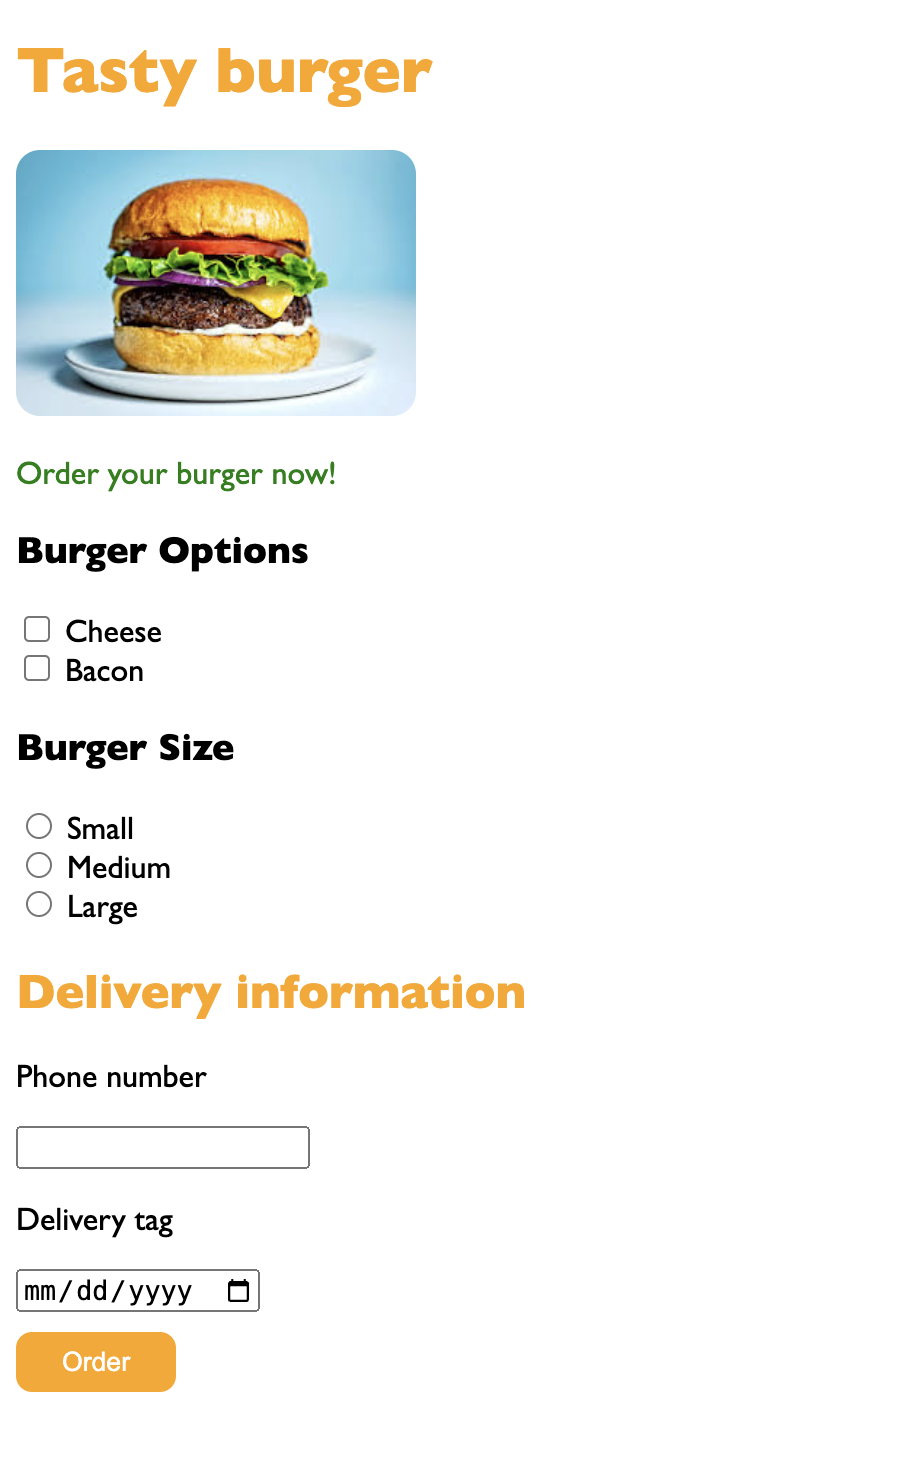 Tasty burger
Order your burger now!
Burger Options
Cheese
Bacon
Burger Size
Small
Medium
Large
Delivery information
Phone number
Delivery tag
mm/dd/yyyy
Order